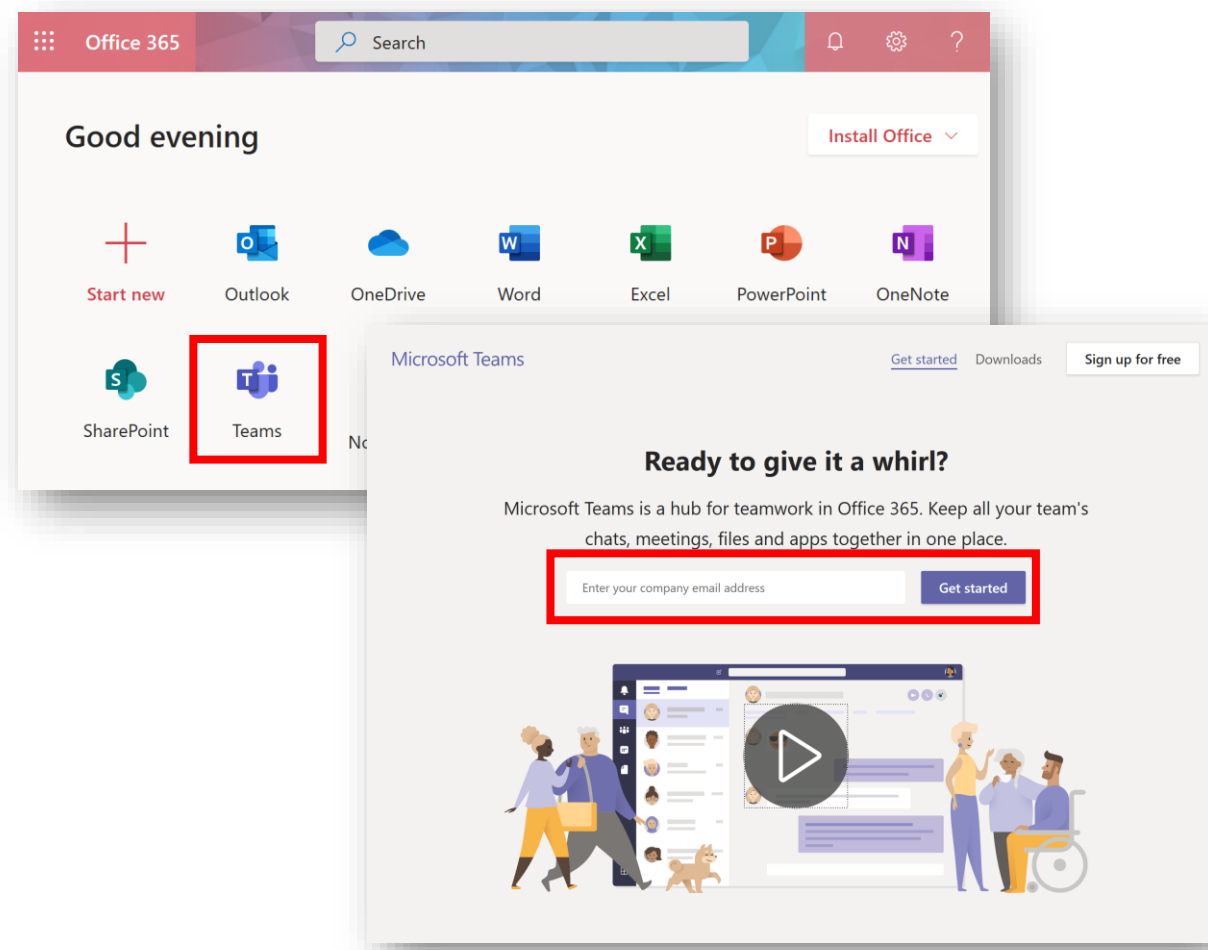 Office 365
Search
?
Good evening
Install Office
Start new
Outlook
OneDrive
Word
Excel
PowerPoint
OneNote
SharePoint
Teams
Microsoft Teams
Get started
Downloads
Sign up for free
Ready to give it a whirl?
Microsoft Teams is a hub for teamwork in Office 365. Keep all your team's
chats, meetings, files and apps together in one place.
Enter your company email address
Get started